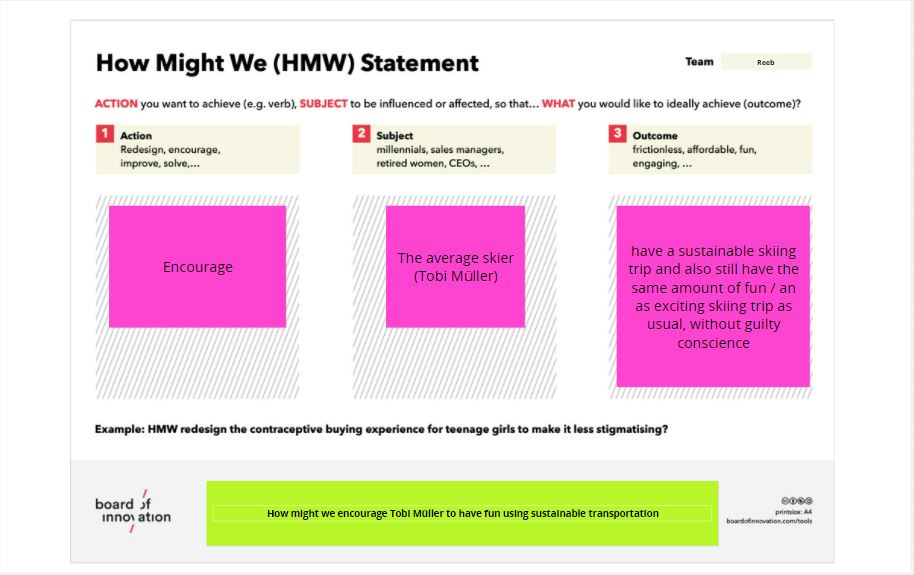 How Might We (HMW) Statement
Team
Reeb
ACTION you want to achieve (e.g. verb), SUBJECT to be influenced or affected, so that... WHAT you would like to ideally achieve (outcome)?
1
Action
Redesign, encourage,
improve, solve,...
2
Subject
millennials, sales managers,
retired women, CEOs, ...
3
Outcome
frictionless, affordable, fun,
engaging, ...
Encourage
The average skier
(Tobi Müller)
have a sustainable skiing
trip and also still have the
same amount of fun / an
as exciting skiing trip as
usual, without guilty
conscience
Example: HMW redesign the contraceptive buying experience for teenage girls to make it less stigmatising?
board of
innovation
How might we encourage Tobi Müller to have fun using sustainable transportation
printsize: A4
boardofinnovation.com/tools